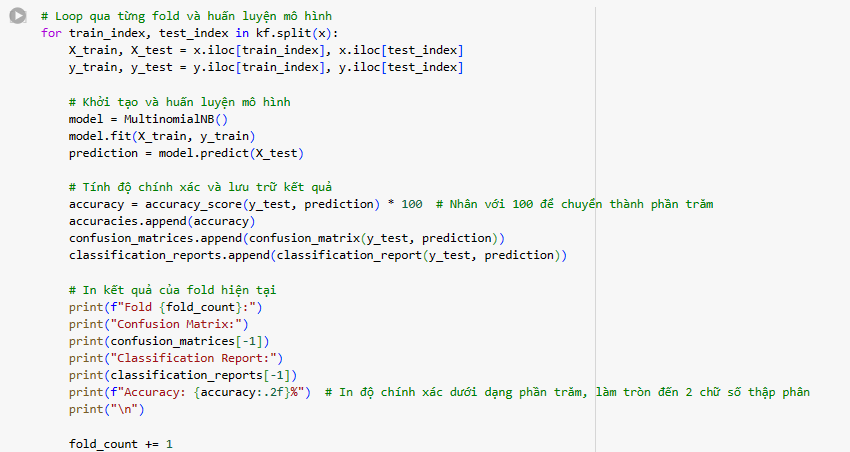 # Loop qua từng fold và huấn luyện mô hình
for train_index, test_index in kf.split(x):
    X_train, X_test = x.iloc[train_index], x.iloc[test_index]
    y_train, y_test = y.iloc[train_index], y.iloc[test_index]

    # Khởi tạo và huấn luyện mô hình
    model = MultinomialNB()
    model.fit(X_train, y_train)
    prediction = model.predict(X_test)

    # Tính độ chính xác và lưu trữ kết quả
    accuracy = accuracy_score(y_test, prediction) * 100  # Nhân với 100 để chuyển thành phần trăm
    accuracies.append(accuracy)
    confusion_matrices.append(confusion_matrix(y_test, prediction))
    classification_reports.append(classification_report(y_test, prediction))

    # In kết quả của fold hiện tại
    print(f"Fold {fold_count}:")
    print("Confusion Matrix:")
    print(confusion_matrices[-1])
    print("Classification Report:")
    print(classification_reports[-1])
    print(f"Accuracy: {accuracy:.2f}%")  # In độ chính xác dưới dạng phần trăm, làm tròn đến 2 chữ số thập phân
    print("\n")

    fold_count += 1